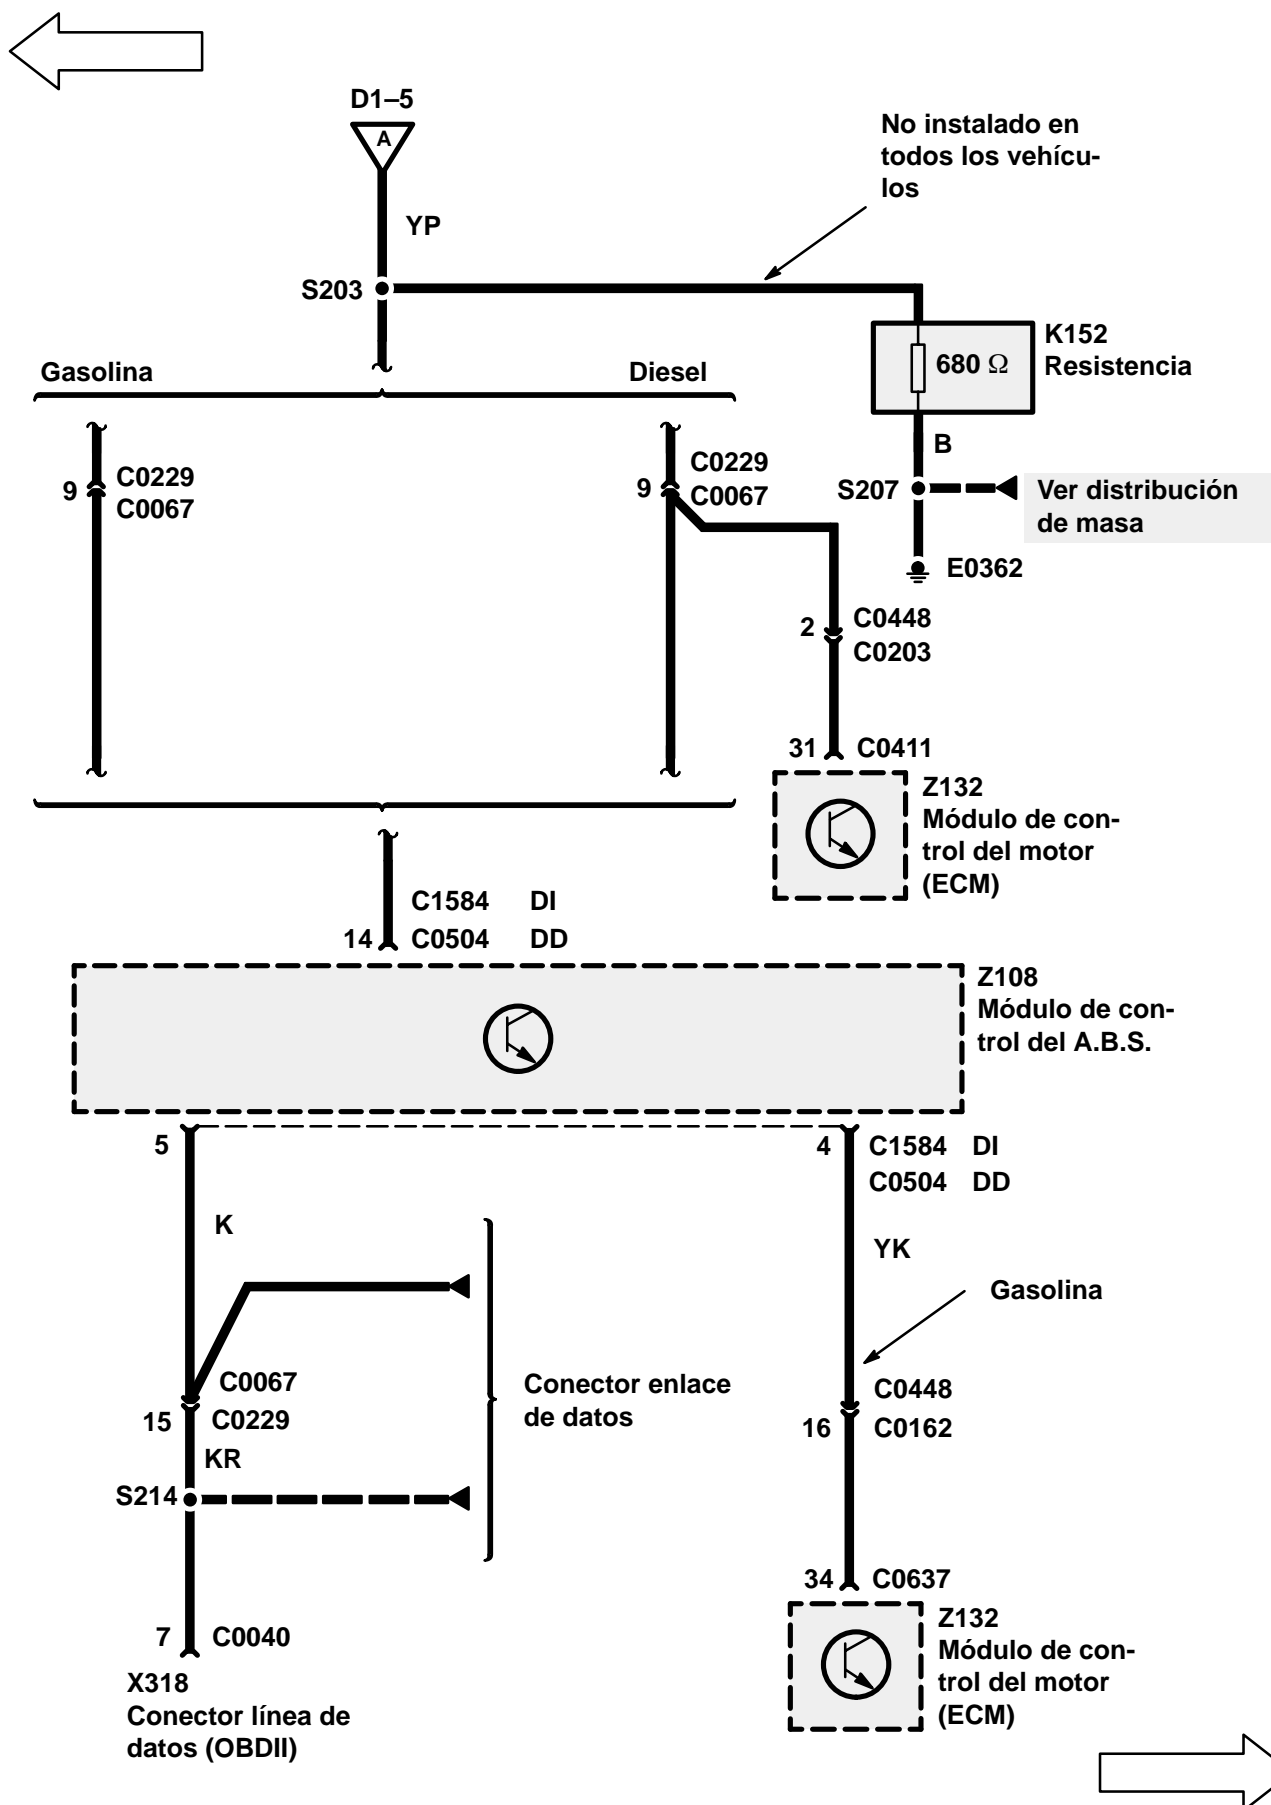 D1–5
A
No instalado en
todos los vehícu-
los
YP
S203
K152
Resistencia
680 Ω
Gasolina
Diesel
B
9
C0229
C0067
9
C0229
C0067
S207
Ver distribución
de masa
E0362
2
C0448
C0203
31
C0411
Z132
Módulo de con-
trol del motor
(ECM)
C1584 DI
14 C0504 DD
Z108
Módulo de con-
trol del A.B.S.
5
4
C1584 DI
C0504 DD
K
YK
Gasolina
C0067
15
C0229
KR
Conector enlace
de datos
C0448
16
C0162
S214
34
C0637
7
C0040
X318
Conector línea de
datos (OBDII)
Z132
Módulo de con-
trol del motor
(ECM)